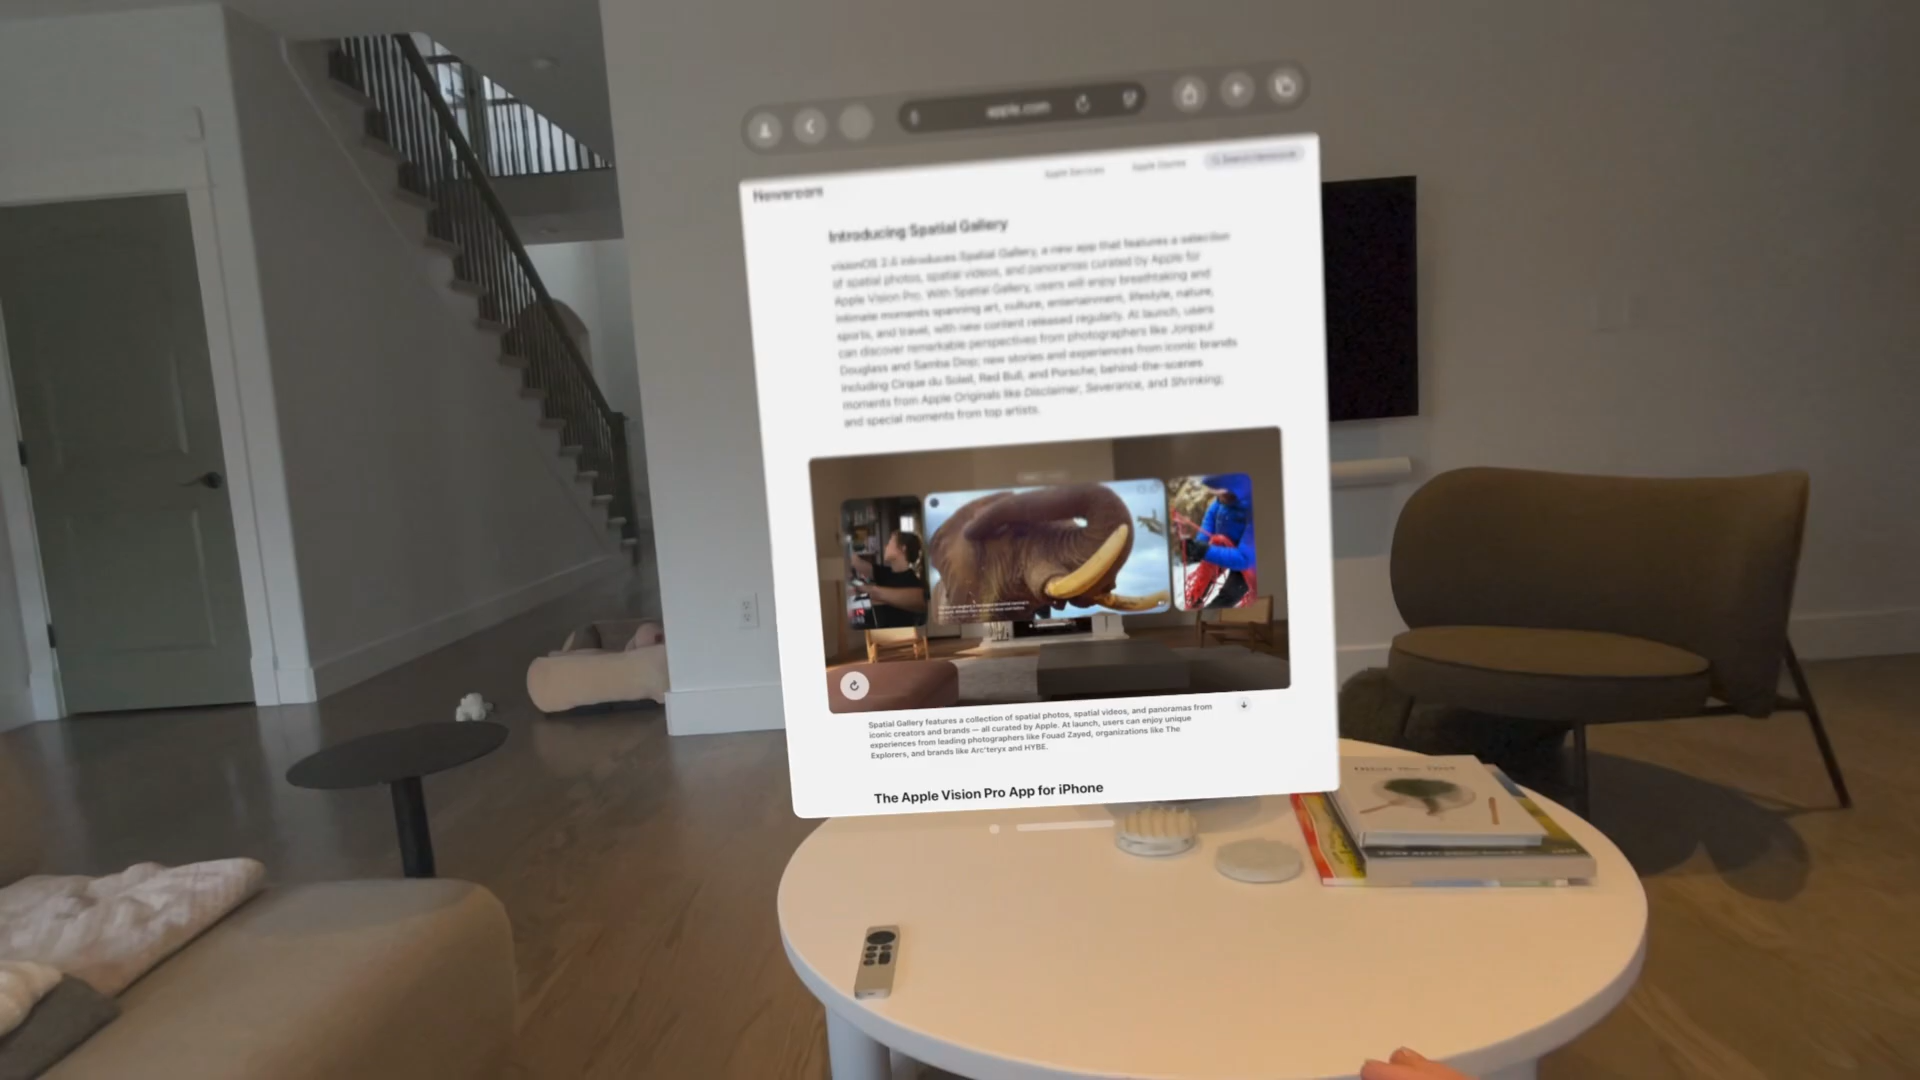 apple.com
Newsroom
Apple Services
Apple Stores
Introducing Spatial Gallery
visionOS 2.4 introduces Spatial Gallery, a new app that features a selection
of spatial photos, spatial videos, and panoramas curated by Apple for
Apple Vision Pro. With Spatial Gallery, users will enjoy breathtaking and
intimate moments spanning art, culture, entertainment, lifestyle, nature,
sports, and travel, with new content released regularly. At launch, users
can discover remarkable perspectives from photographers like Jonpaul
Douglass and Samba Diop; new stories and experiences from iconic brands
including Cirque du Soleil, Red Bull, and Porsche; behind-the-scenes
moments from Apple Originals like Disclaimer, Severance, and Shrinking;
and special moments from top artists.
Spatial Gallery features a collection of spatial photos, spatial videos, and panoramas from
iconic creators and brands — all curated by Apple. At launch, users can enjoy unique
experiences from leading photographers like Fouad Zayed, organizations like The
Explorers, and brands like Arc'teryx and HYBE.
The Apple Vision Pro App for iPhone